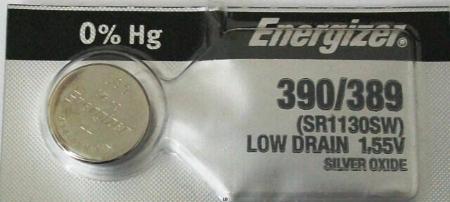 0% Hg
Energizer®
390/389
(SR1130SW)
LOW DRAIN 1.55V
SILVER OXIDE